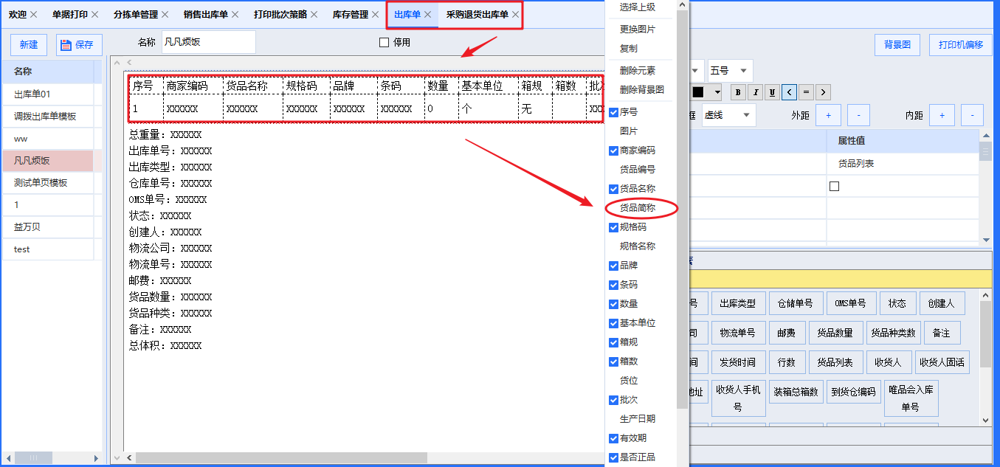 欢迎 单据打印 分拣单管理 销售出库单 打印批次策略 库存管理 出库单 采购退货出库单
新建 保存
名称 凡凡烦饭
停用
背景图 打印机偏移
名称
出库单01
调拨出库单模板
ww
凡凡烦饭
测试单页模板
1
益万贝
test
序号 商家编码 货品名称 规格码 品牌 条码 数量 基本单位 箱规 箱数 批
1 XXXXXX XXXXXX XXXXXX XXXXXX XXXXXX 0 个 无 XX
总重量：XXXXXX
出库单号：XXXXXX
出库类型：XXXXXX
仓库单号：XXXXXX
OMS单号：XXXXXX
状态：XXXXXX
创建人：XXXXXX
物流公司：XXXXXX
物流单号：XXXXXX
邮费：XXXXXX
货品数量：XXXXXX
货品种类：XXXXXX
备注：XXXXXX
总体积：XXXXXX
选择上级
更换图片
复制
删除元素
删除背景图
序号
图片
商家编码
货品编号
货品名称
货品简称
规格码
规格名称
品牌
条码
数量
基本单位
箱规
箱数
货位
批次
生产日期
有效期
是否正品
五号
B I U < = >
框 虚线 外距 + - 内距 + -
属性值
货品列表
号 出库类型 仓储单号 OMS单号 状态 创建人
司 物流单号 邮费 货品数量 货品种类数 备注
间 发货时间 行数 货品列表 收货人 收货人固话
地址 收货人手机号 装箱总箱数 到货仓编码 唯品会入库单号